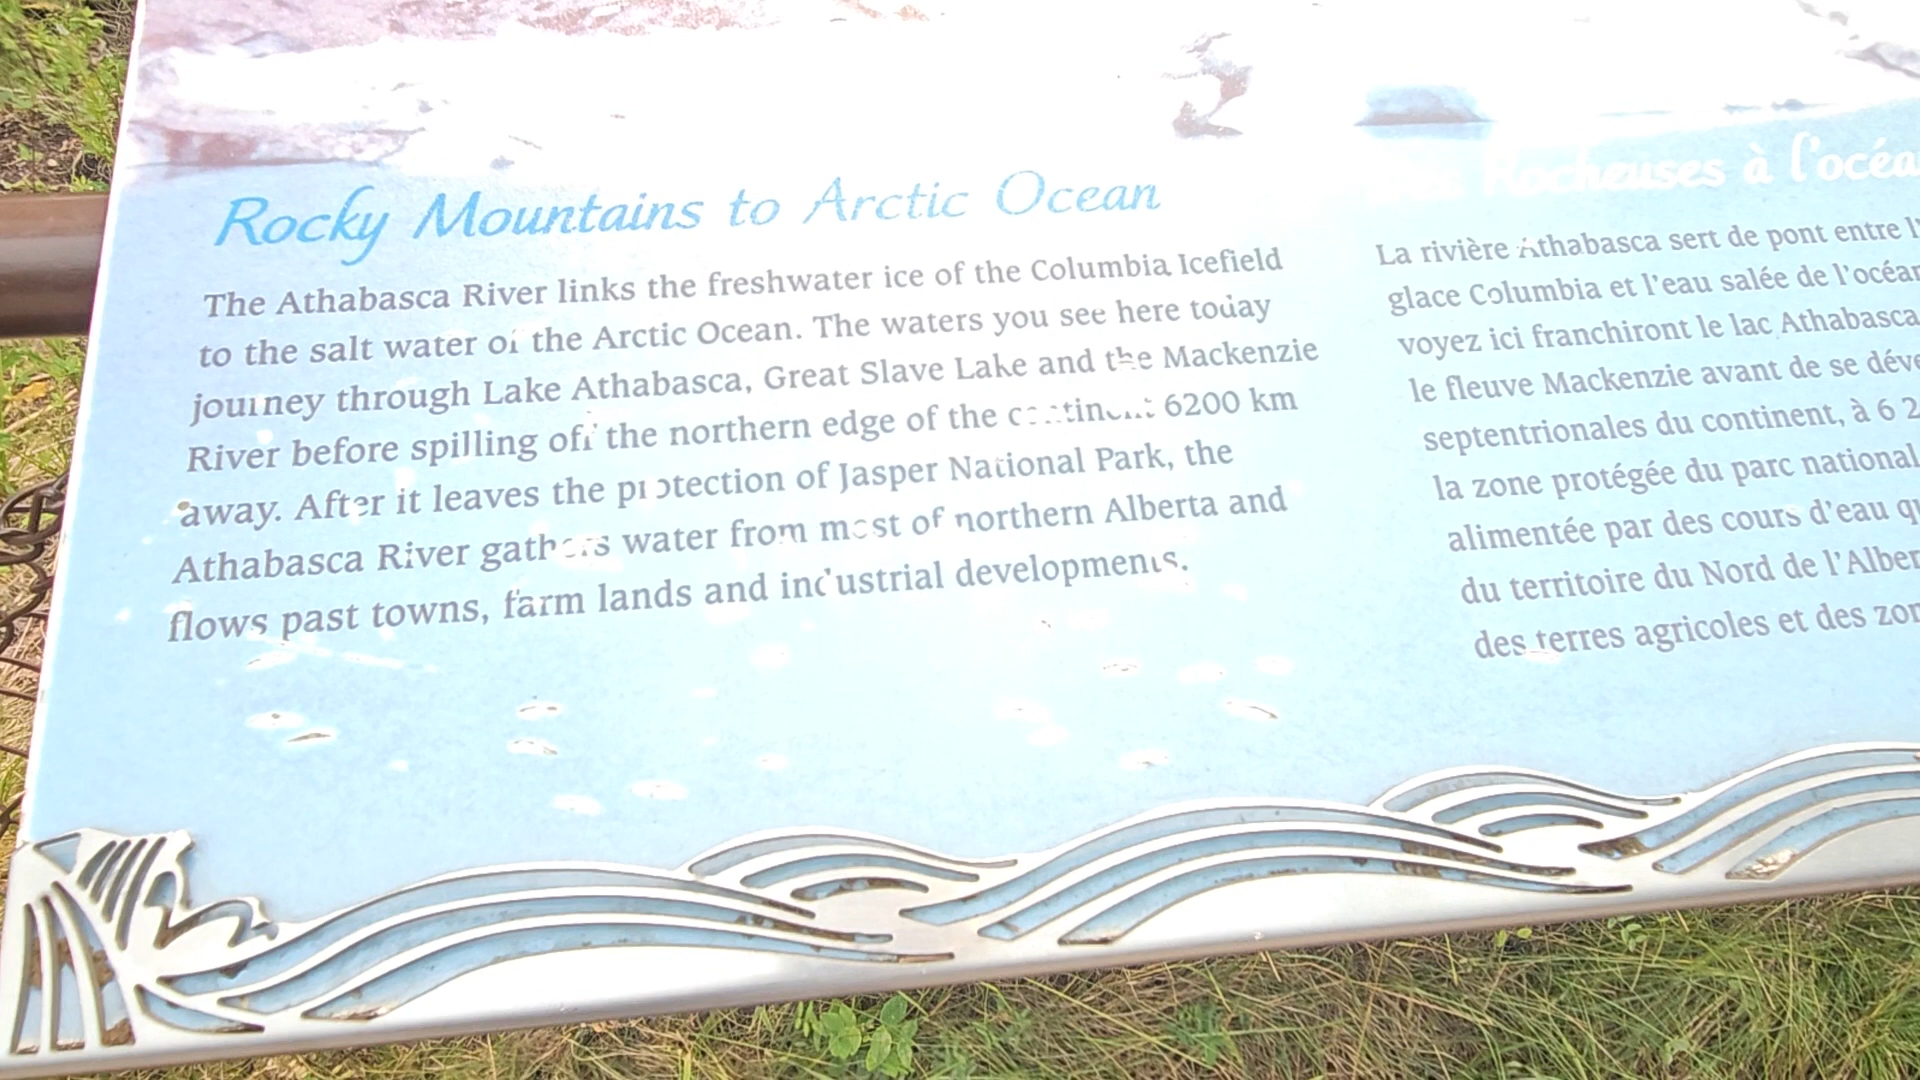 Rocky Mountains to Arctic Ocean
The Athabasca River links the freshwater ice of the Columbia Icefield
to the salt water of the Arctic Ocean. The waters you see here today
journey through Lake Athabasca, Great Slave Lake and the Mackenzie
River before spilling off the northern edge of the continent 6200 km
away. After it leaves the protection of Jasper National Park, the
Athabasca River gathers water from most of northern Alberta and
flows past towns, farm lands and industrial developments.
Rocheuses à l'océa
La rivière Athabasca sert de pont entre l'
glace Columbia et l'eau salée de l'océan
voyez ici franchiront le lac Athabasca
le fleuve Mackenzie avant de se déve
septentrionales du continent, à 6 2
la zone protégée du parc national
alimentée par des cours d'eau qu
du territoire du Nord de l'Alber
des terres agricoles et des zon